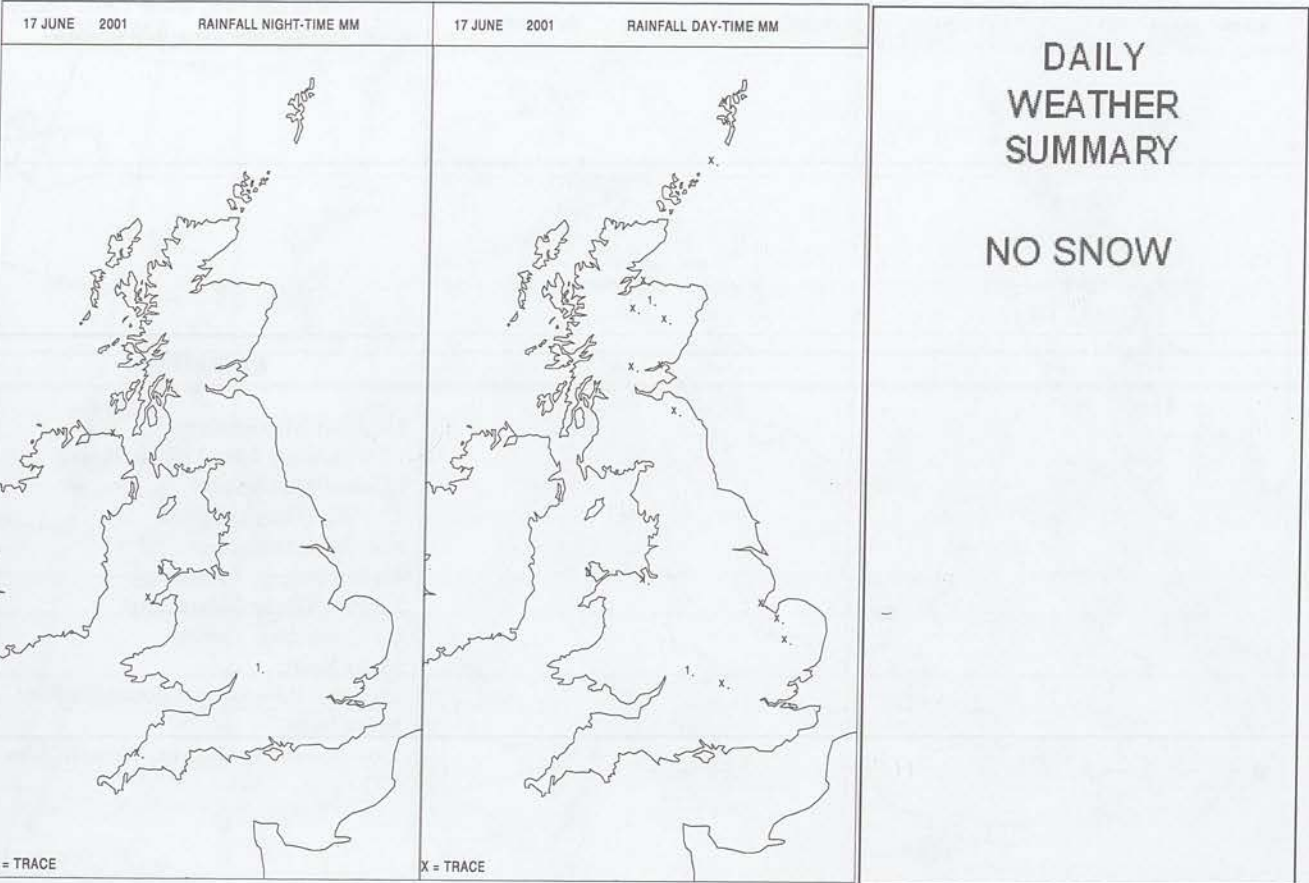 17 JUNE 2001 RAINFALL NIGHT-TIME MM
x
1.
x.
= TRACE
17 JUNE 2001 RAINFALL DAY-TIME MM
x.
1.
x.
x.
x.
x.
x.
x
x.
x.
x.
1.
x.
X = TRACE
DAILY
WEATHER
SUMMARY
NO SNOW